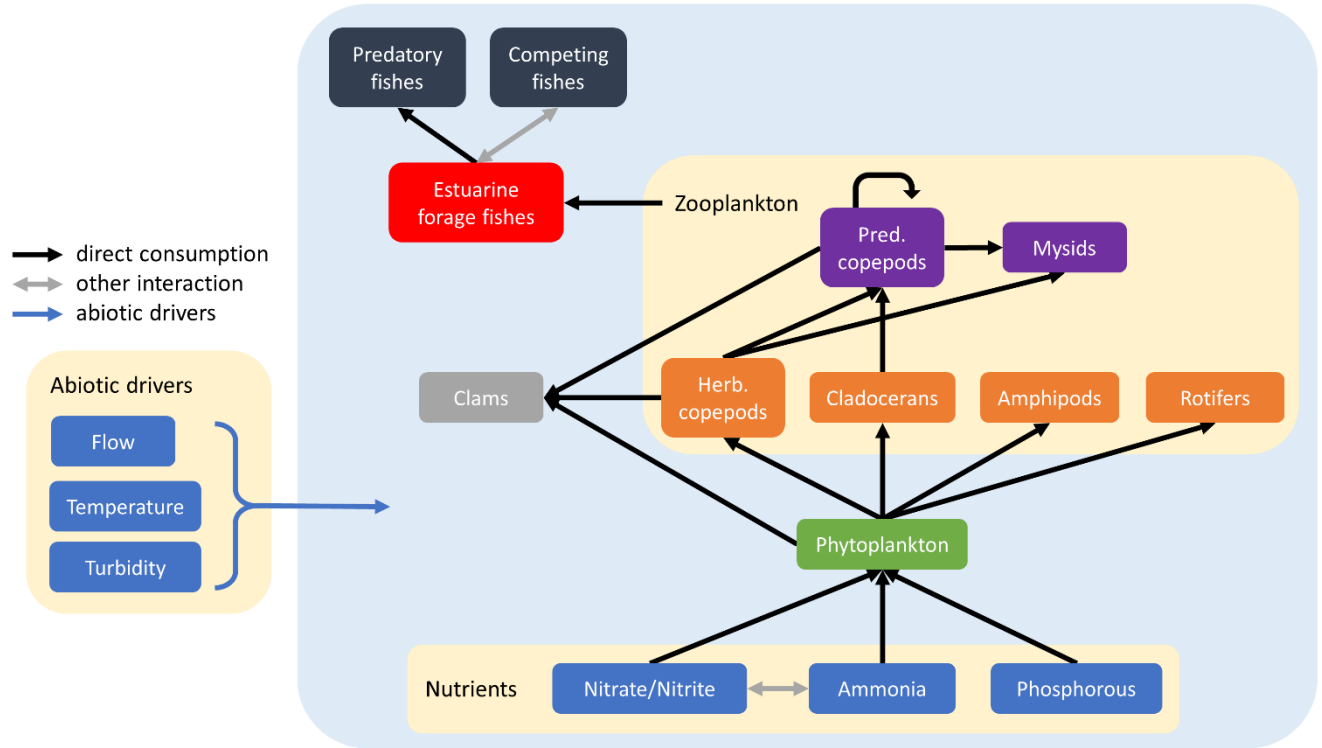 Predatory
fishes
Competing
fishes
Estuarine
forage fishes
Zooplankton
Pred.
copepods
Mysids
direct consumption
other interaction
abiotic drivers
Abiotic drivers
Flow
Temperature
Turbidity
Clams
Herb.
copepods
Cladocerans
Amphipods
Rotifers
Phytoplankton
Nutrients
Nitrate/Nitrite
Ammonia
Phosphorous